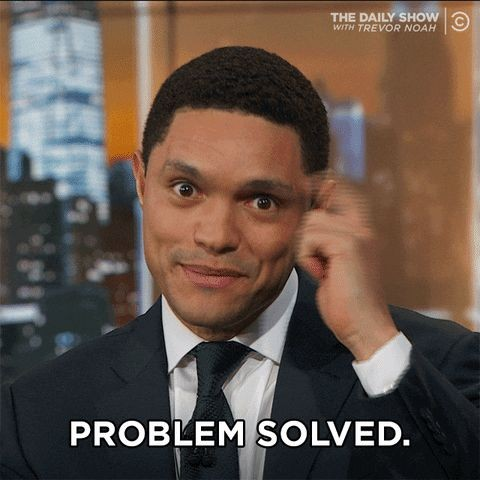 THE DAILY SHOW
WITH TREVOR NOAH
PROBLEM SOLVED.